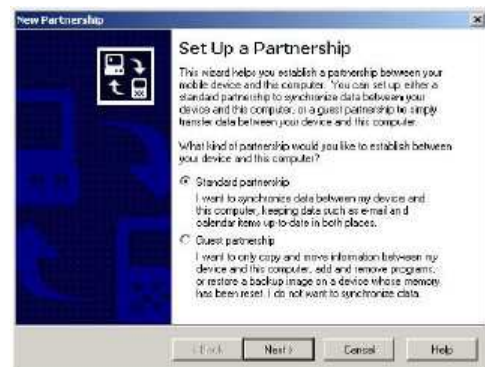 New Partnership
Set Up a Partnership
This wizard helps you establish a partnership between your
mobile device and this computer. You can set up either a
standard partnership to synchronize data between your
device and this computer, or a guest partnership to simply
transfer data between your device and this computer.
What kind of partnership would you like to establish between
your device and this computer?
Standard partnership
I want to synchronize data between my device and
this computer, keeping data such as e-mail and
calendar items up-to-date in both places.
Guest partnership
I want to only copy and move information between my
device and this computer, add and remove programs,
or restore a backup image on a device whose memory
has been reset. I do not want to synchronize data.
< Back
Next >
Cancel
Help